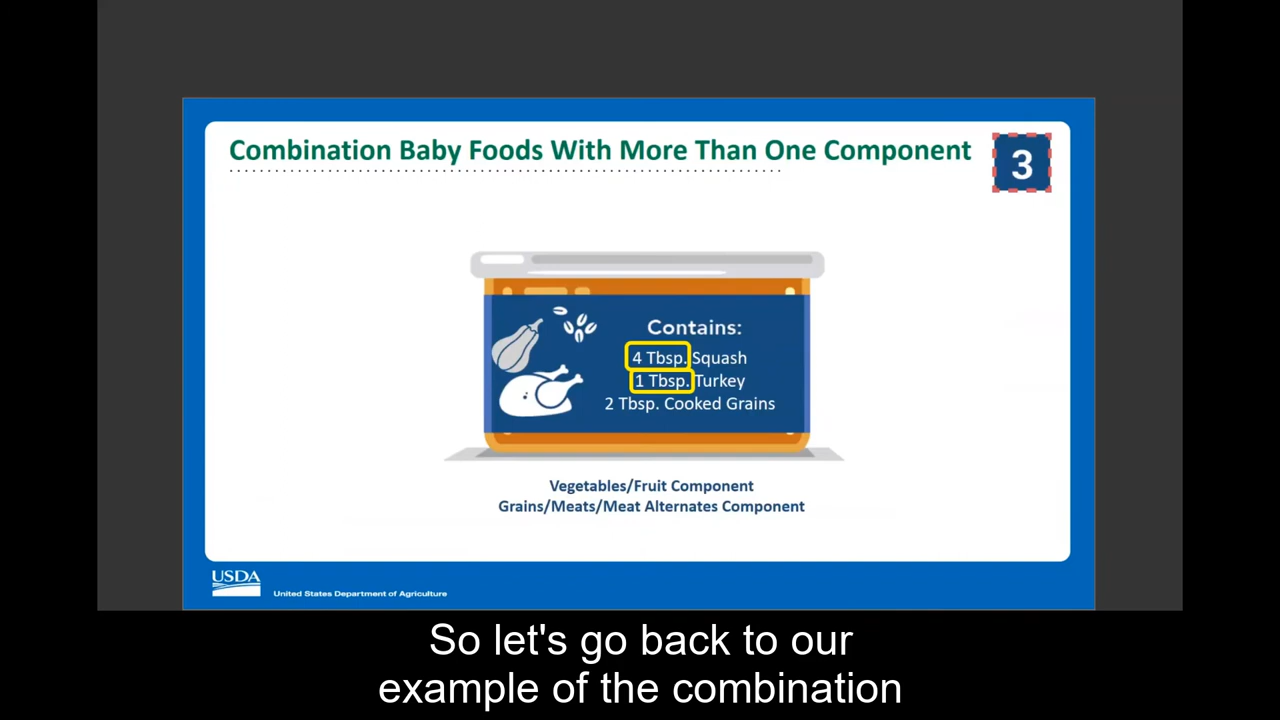 Combination Baby Foods With More Than One Component
3
Contains:
4 Tbsp. Squash
1 Tbsp. Turkey
2 Tbsp. Cooked Grains
Vegetables/Fruit Component
Grains/Meats/Meat Alternates Component
USDA
United States Department of Agriculture
So let's go back to our
example of the combination